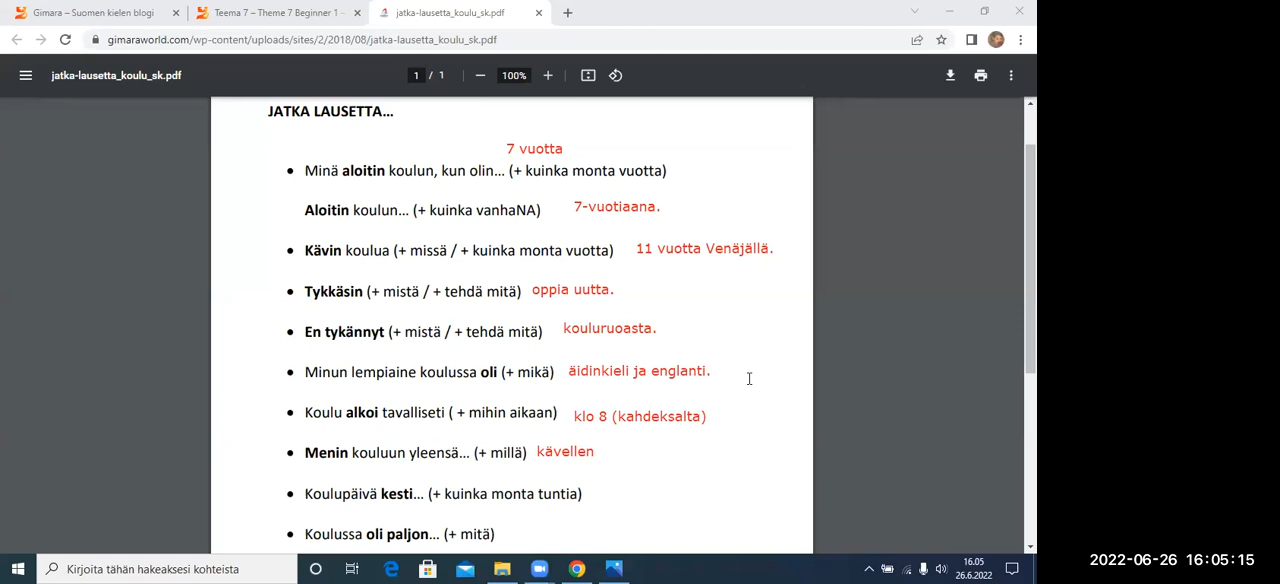 Gimara – Suomen kielen blogi
Teema 7 – Theme 7 Beginner 1 –
jatka-lausetta_koulu_sk.pdf
gimaraworld.com/wp-content/uploads/sites/2/2018/08/jatka-lausetta_koulu_sk.pdf
jatka-lausetta_koulu_sk.pdf
1 / 1
100%
JATKA LAUSETTA...
7 vuotta
Minä aloitin koulun, kun olin... (+ kuinka monta vuotta)
Aloitin koulun... (+ kuinka vanhaNA) 7-vuotiaana.
Kävin koulua (+ missä / + kuinka monta vuotta) 11 vuotta Venäjällä.
Tykkäsin (+ mistä / + tehdä mitä) oppia uutta.
En tykännyt (+ mistä / + tehdä mitä) kouluruoasta.
Minun lempiaine koulussa oli (+ mikä) äidinkieli ja englanti.
Koulu alkoi tavalliseti ( + mihin aikaan) klo 8 (kahdeksalta)
Menin kouluun yleensä... (+ millä) kävellen
Koulupäivä kesti... (+ kuinka monta tuntia)
Koulussa oli paljon... (+ mitä)
Kirjoita tähän hakeaksesi kohteista
16.05
26.6.2022
2022-06-26 16:05:15